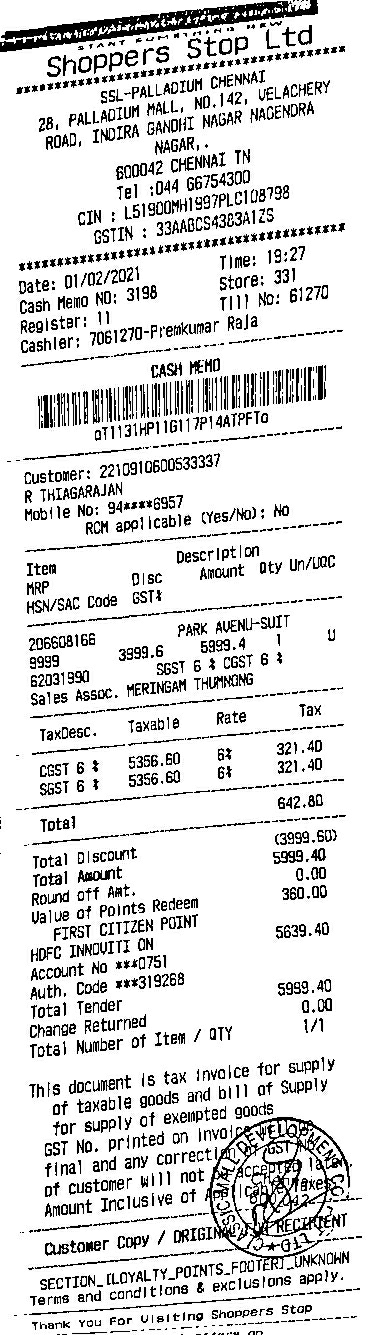 START SOMETHING NEW
Shoppers Stop Ltd
SSL-PALLADIUM CHENNAI
28, PALLADIUM MALL, NO.142, VELACHERY
ROAD, INDIRA GANDHI NAGAR NAGENDRA
NAGAR,.
600042 CHENNAI TN
Tel :044 66754300
CIN : L51900MH1997PLC108798
GSTIN : 33AABCS4383A1ZS
Date: 01/02/2021 Time: 19:27
Cash Memo NO: 3198 Store: 331
Register: 11 Till No: 61270
Cashier: 7061270-Premkumar Raja
CASH MEMO
oT1131HP11G117P14ATPFTo
Customer: 2210910600533337
R THIAGARAJAN
Mobile No: 94****6957
RCM applicable (Yes/No): No
Item Description
MRP Disc Amount Qty Un/UQC
HSN/SAC Code GST%
206608166 PARK AVENU-SUIT
9999 3999.6 5999.4 1 U
62031990 SGST 6 % CGST 6 %
Sales Assoc. MERINGAM THUMNONG
TaxDesc. Taxable Rate Tax
CGST 6 % 5356.60 6% 321.40
SGST 6 % 5356.60 6% 321.40
Total 642.80
Total Discount (3999.60)
Total Amount 5999.40
Round off Amt. 0.00
Value of Points Redeem 360.00
FIRST CITIZEN POINT
HDFC INNOVITI ON 5639.40
Account No ***0751
Auth. Code ***319268
Total Tender 5999.40
Change Returned 0.00
Total Number of Item / QTY 1/1
This document is tax invoice for supply
of taxable goods and bill of Supply
for supply of exempted goods
GST No. printed on invoice
final and any correction GST No
of customer will not accepted later
Amount Inclusive of Applicable Taxes
Customer Copy / ORIGINAL FOR RECIPIENT
SECTION_[LOYALTY_POINTS_FOOTER]_UNKNOWN
Terms and conditions & exclusions apply.
Thank You For Visiting Shoppers Stop